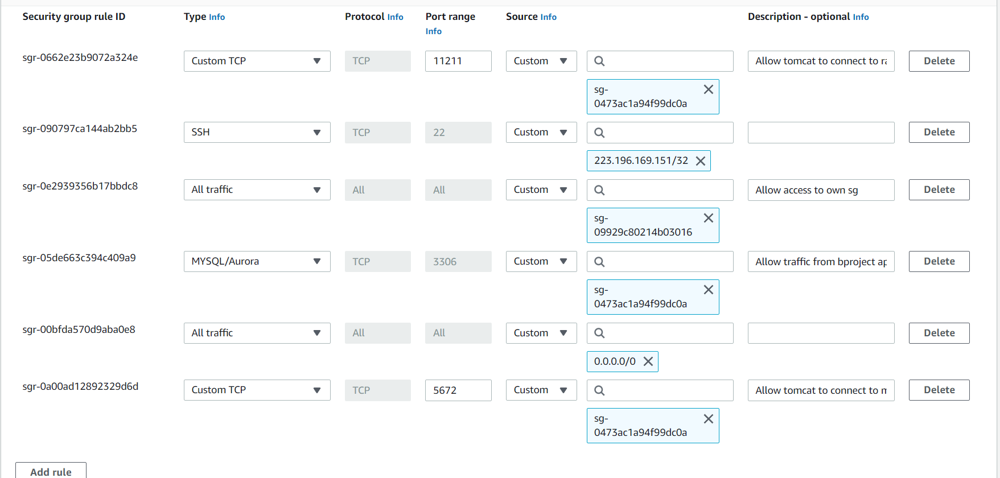 Security group rule ID Type Info Protocol Info Port range Info Source Info Description - optional Info
sgr-0662e23b9072a324e Custom TCP TCP 11211 Custom Allow tomcat to connect to ra Delete
sg-
0473ac1a94f99dc0a
sgr-090797ca144ab2bb5 SSH TCP 22 Custom Delete
223.196.169.151/32
sgr-0e2939356b17bbdc8 All traffic All All Custom Allow access to own sg Delete
sg-
09929c80214b03016
sgr-05de663c394c409a9 MYSQL/Aurora TCP 3306 Custom Allow traffic from bproject ap Delete
sg-
0473ac1a94f99dc0a
sgr-00bfda570d9aba0e8 All traffic All All Custom Delete
0.0.0.0/0
sgr-0a00ad12892329d6d Custom TCP TCP 5672 Custom Allow tomcat to connect to m Delete
sg-
0473ac1a94f99dc0a
Add rule